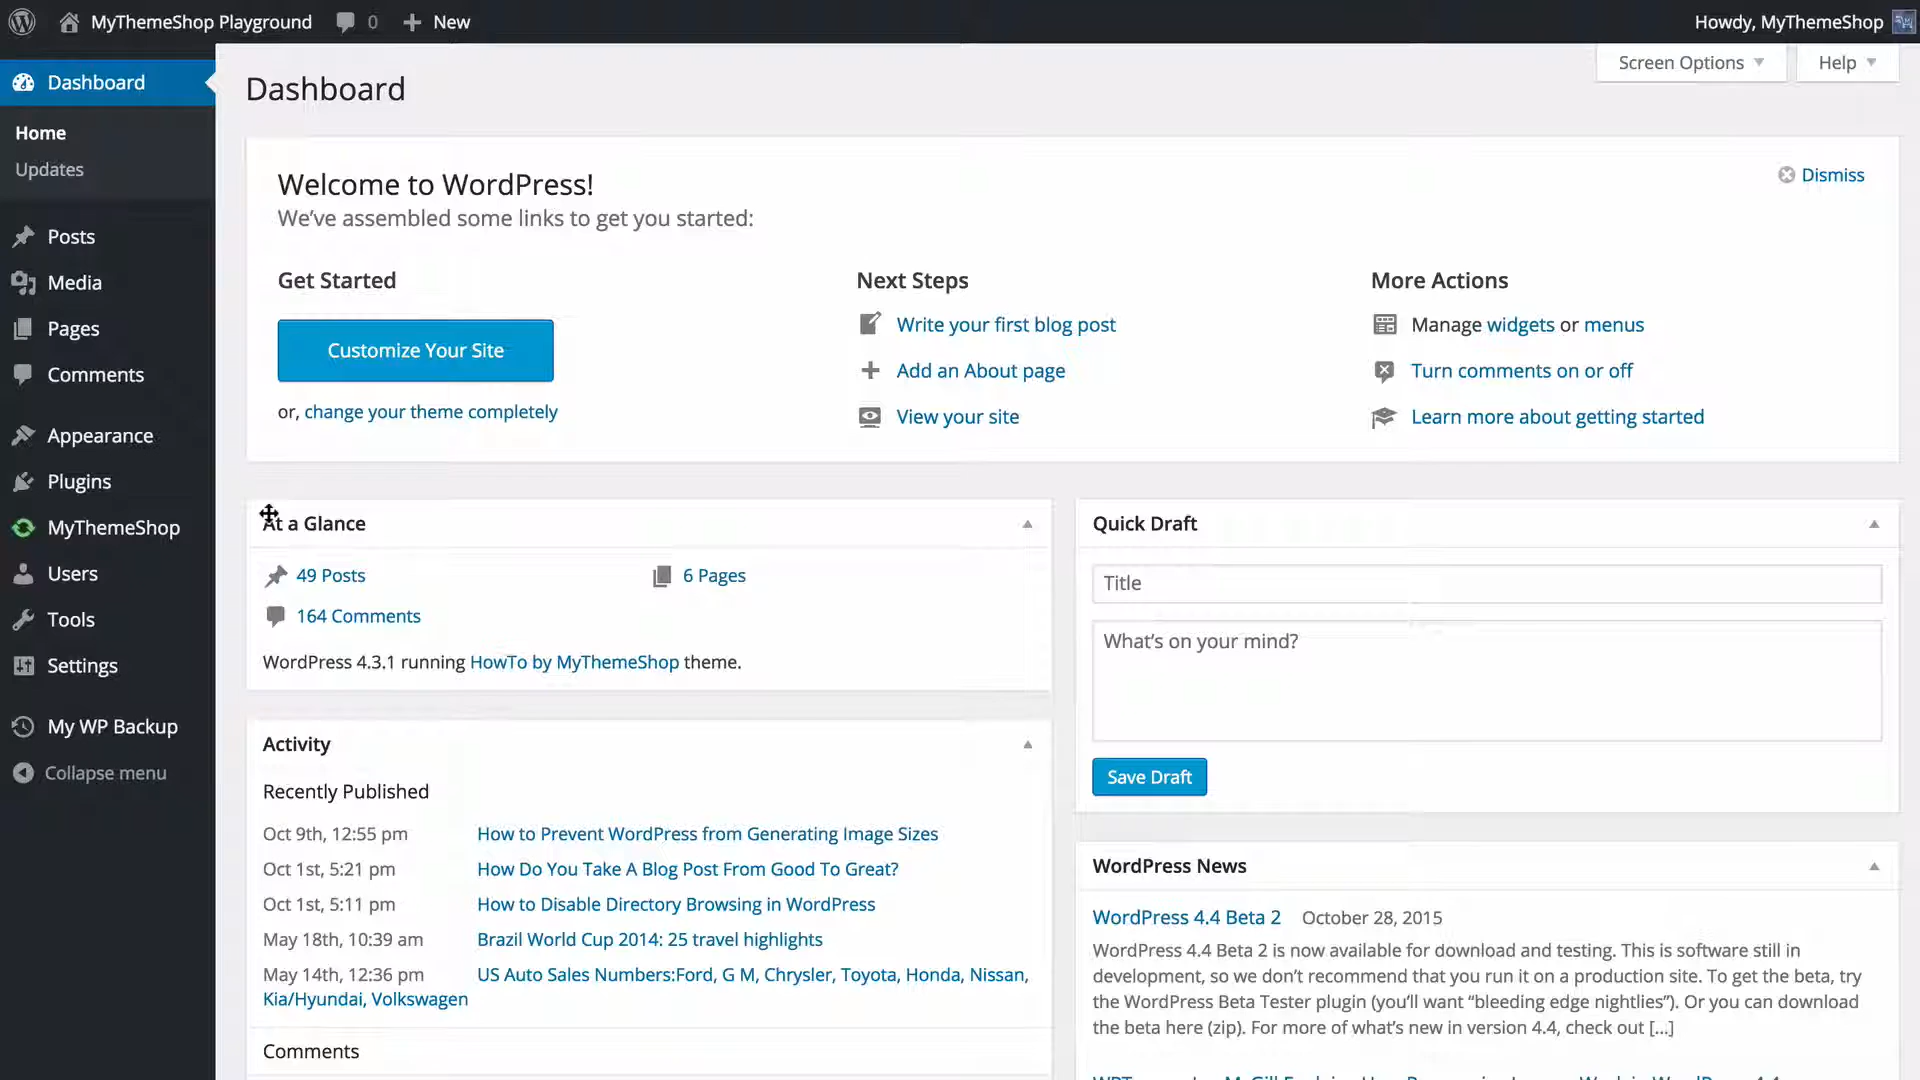 MyThemeShop Playground 0 New
Howdy, MyThemeShop
Screen Options Help
Dashboard
Home
Updates
Posts
Media
Pages
Comments
Appearance
Plugins
MyThemeShop
Users
Tools
Settings
My WP Backup
Collapse menu
Dashboard
Welcome to WordPress!
We’ve assembled some links to get you started:
Dismiss
Get Started
Customize Your Site
or, change your theme completely
Next Steps
Write your first blog post
Add an About page
View your site
More Actions
Manage widgets or menus
Turn comments on or off
Learn more about getting started
At a Glance
49 Posts
6 Pages
164 Comments
WordPress 4.3.1 running HowTo by MyThemeShop theme.
Activity
Recently Published
Oct 9th, 12:55 pm How to Prevent WordPress from Generating Image Sizes
Oct 1st, 5:21 pm How Do You Take A Blog Post From Good To Great?
Oct 1st, 5:11 pm How to Disable Directory Browsing in WordPress
May 18th, 10:39 am Brazil World Cup 2014: 25 travel highlights
May 14th, 12:36 pm US Auto Sales Numbers:Ford, G M, Chrysler, Toyota, Honda, Nissan,
Kia/Hyundai, Volkswagen
Comments
Quick Draft
Title
What’s on your mind?
Save Draft
WordPress News
WordPress 4.4 Beta 2 October 28, 2015
WordPress 4.4 Beta 2 is now available for download and testing. This is software still in
development, so we don’t recommend that you run it on a production site. To get the beta, try
the WordPress Beta Tester plugin (you’ll want “bleeding edge nightlies”). Or you can download
the beta here (zip). For more of what’s new in version 4.4, check out [...]